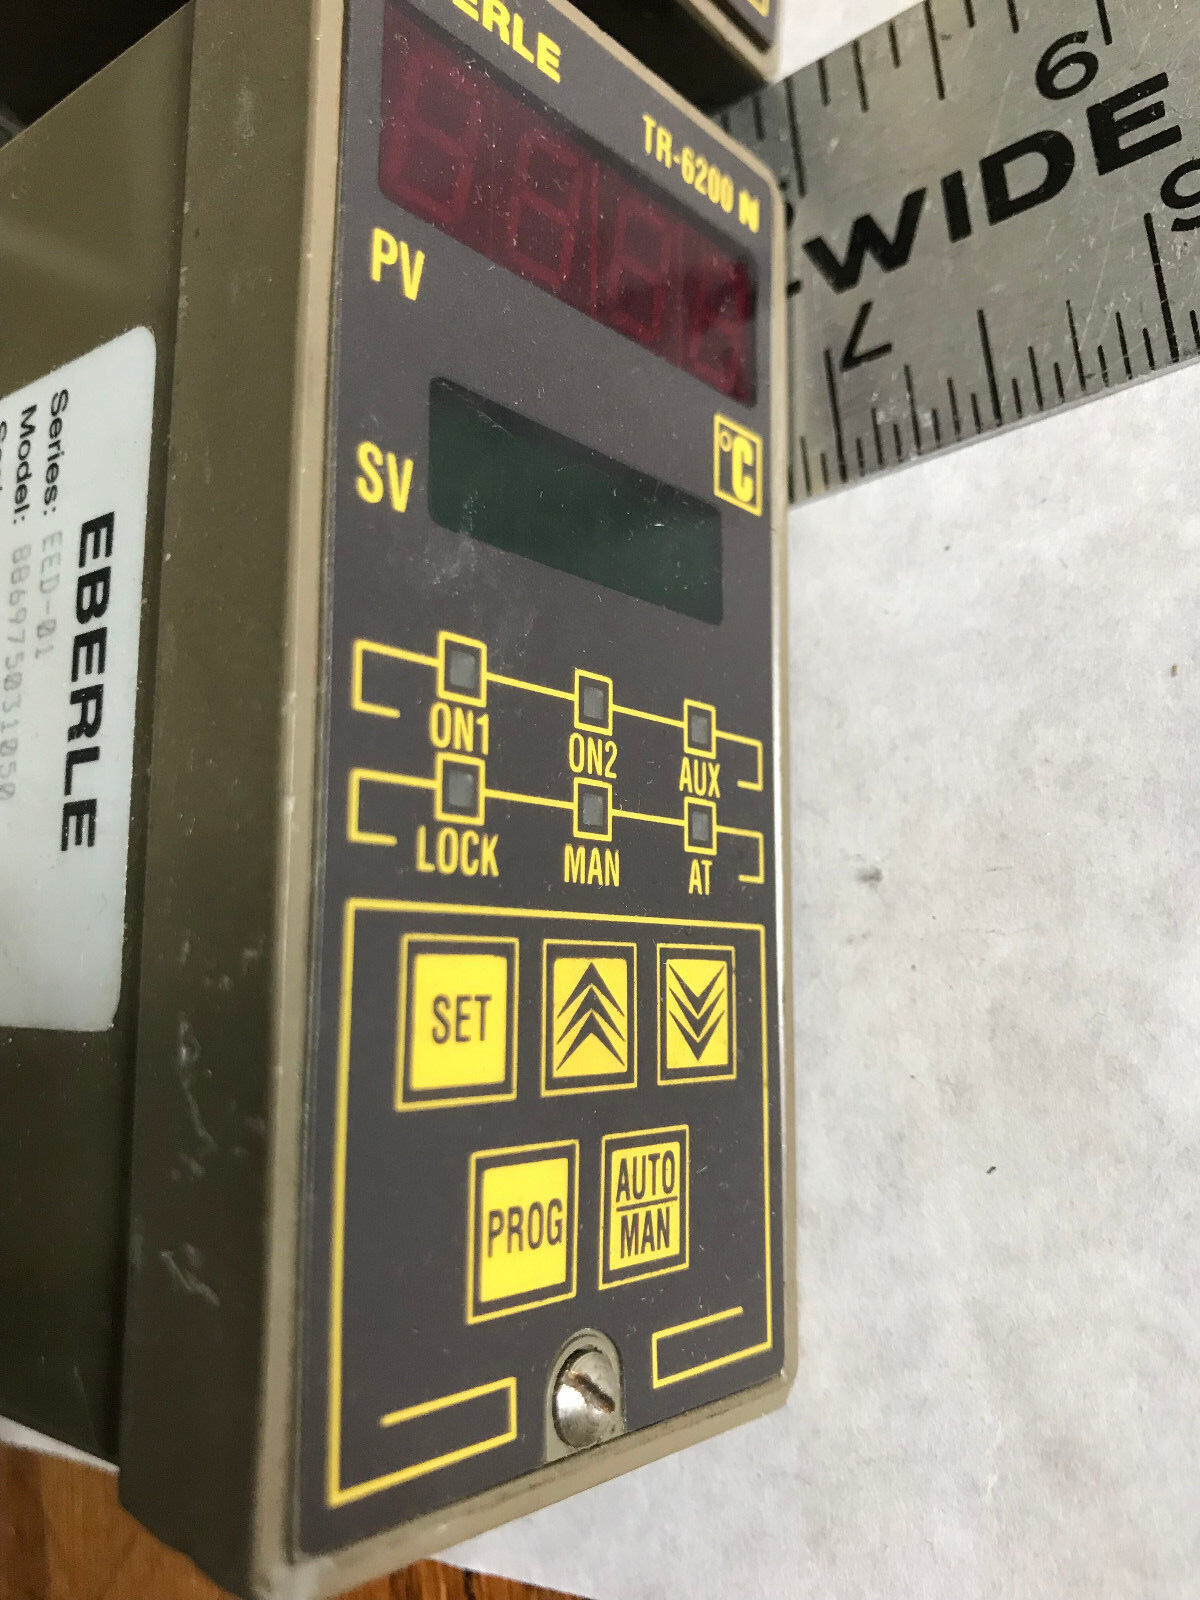 ERLE
TR-6200 N
PV
°C
SV
ON1
ON2
AUX
LOCK
MAN
AT
SET
PROG
AUTO
MAN
EBERLE
Series: EED-01
Model: 886975031050
6
WIDE
7
9